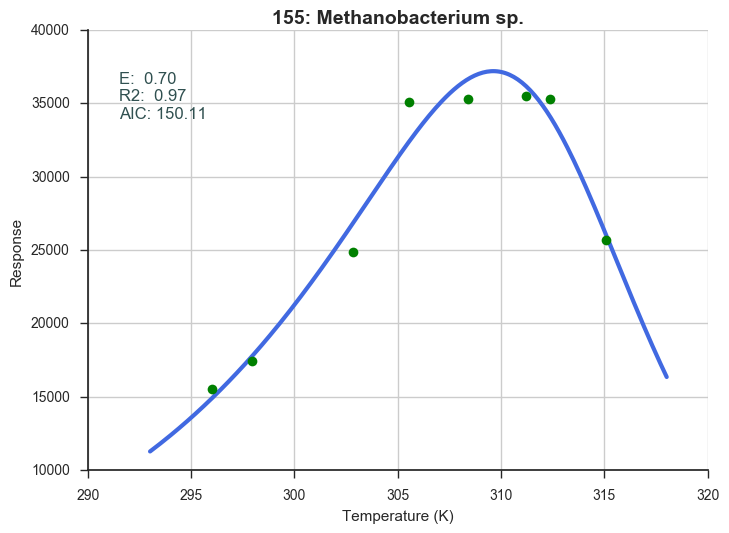 155: Methanobacterium sp.
E:  0.70
R2:  0.97
AIC: 150.11
Response
40000
35000
30000
25000
20000
15000
10000
290 295 300 305 310 315 320
Temperature (K)